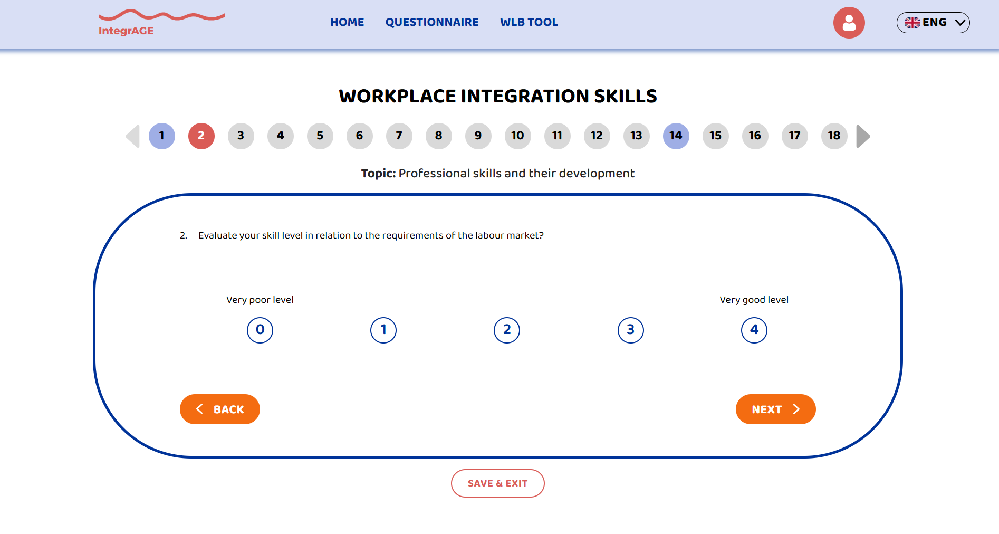 IntegrAGE
HOME QUESTIONNAIRE WLB TOOL
ENG
WORKPLACE INTEGRATION SKILLS
1 2 3 4 5 6 7 8 9 10 11 12 13 14 15 16 17 18
Topic: Professional skills and their development
2. Evaluate your skill level in relation to the requirements of the labour market?
Very poor level Very good level
0 1 2 3 4
BACK NEXT
SAVE & EXIT